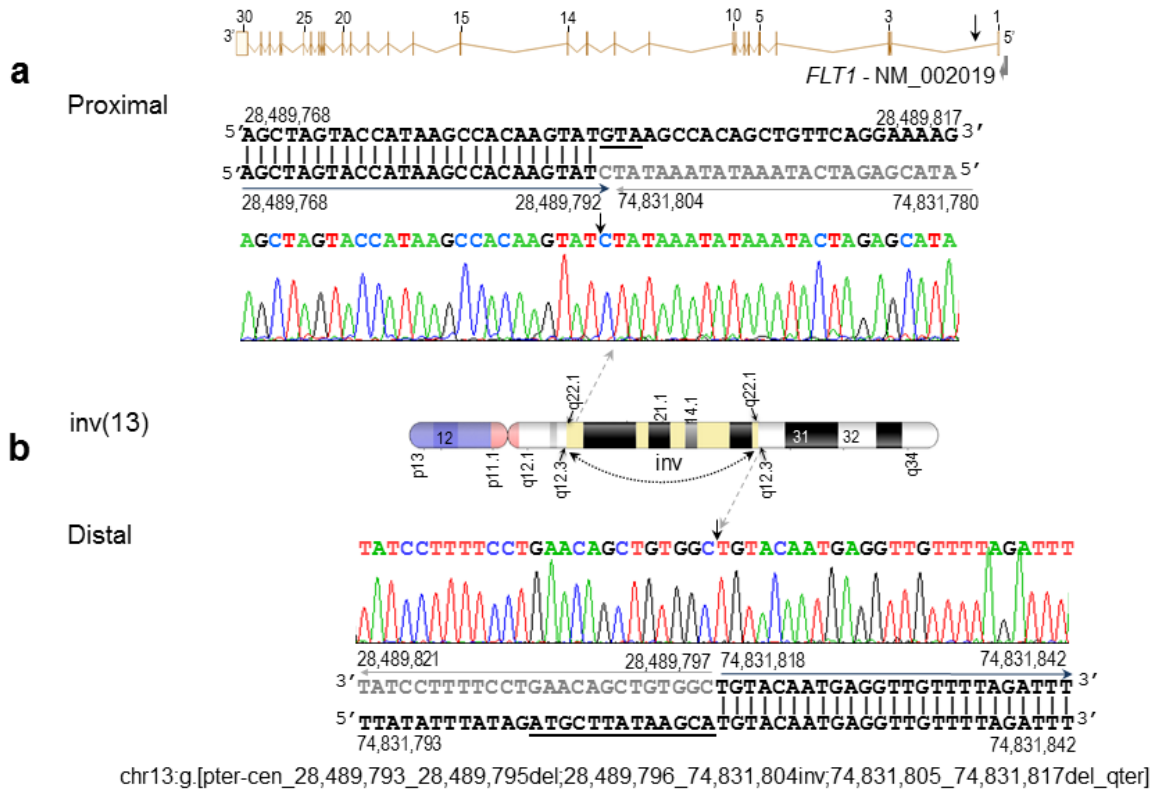 30 25 20 15 14 10 5 3 1
3' 5'
a
FLT1 - NM_002019
Proximal
28,489,768 28,489,817
5'AGCTAGTACCATAAGCCACAAGTATGTAAGCCACAGCTGTTCAGGAAAAG3'
5'AGCTAGTACCATAAGCCACAAGTATCTATAAATATAAATACTAGAGCATA5'
28,489,768 28,489,792 74,831,804 74,831,780
AGCTAGTACCATAAGCCACAAGTATCTATAAATATAAATACTAGAGCATA
q22.1 21.1 14.1 q22.1
inv(13)
12 31 32
b
inv
p13 p11.1 q12.1 q12.3 q12.3 q34
Distal
TATCCTTTTCCTGAACAGCTGTGGCTGTACAATGAGGTTGTTTTAGATTT
28,489,821 28,489,797 74,831,818 74,831,842
3'TATCCTTTTCCTGAACAGCTGTGGCTGTACAATGAGGTTGTTTTAGATTT3'
5'TTATATTTATAGATGCTTATAAGCATGTACAATGAGGTTGTTTTAGATTT3'
74,831,793 74,831,842
chr13:g.[pter-cen_28,489,793_28,489,795del;28,489,796_74,831,804inv;74,831,805_74,831,817del_qter]